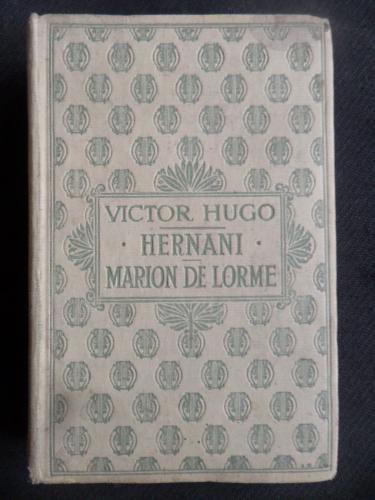 VICTOR HUGO
· HERNANI ·
MARION DE LORME